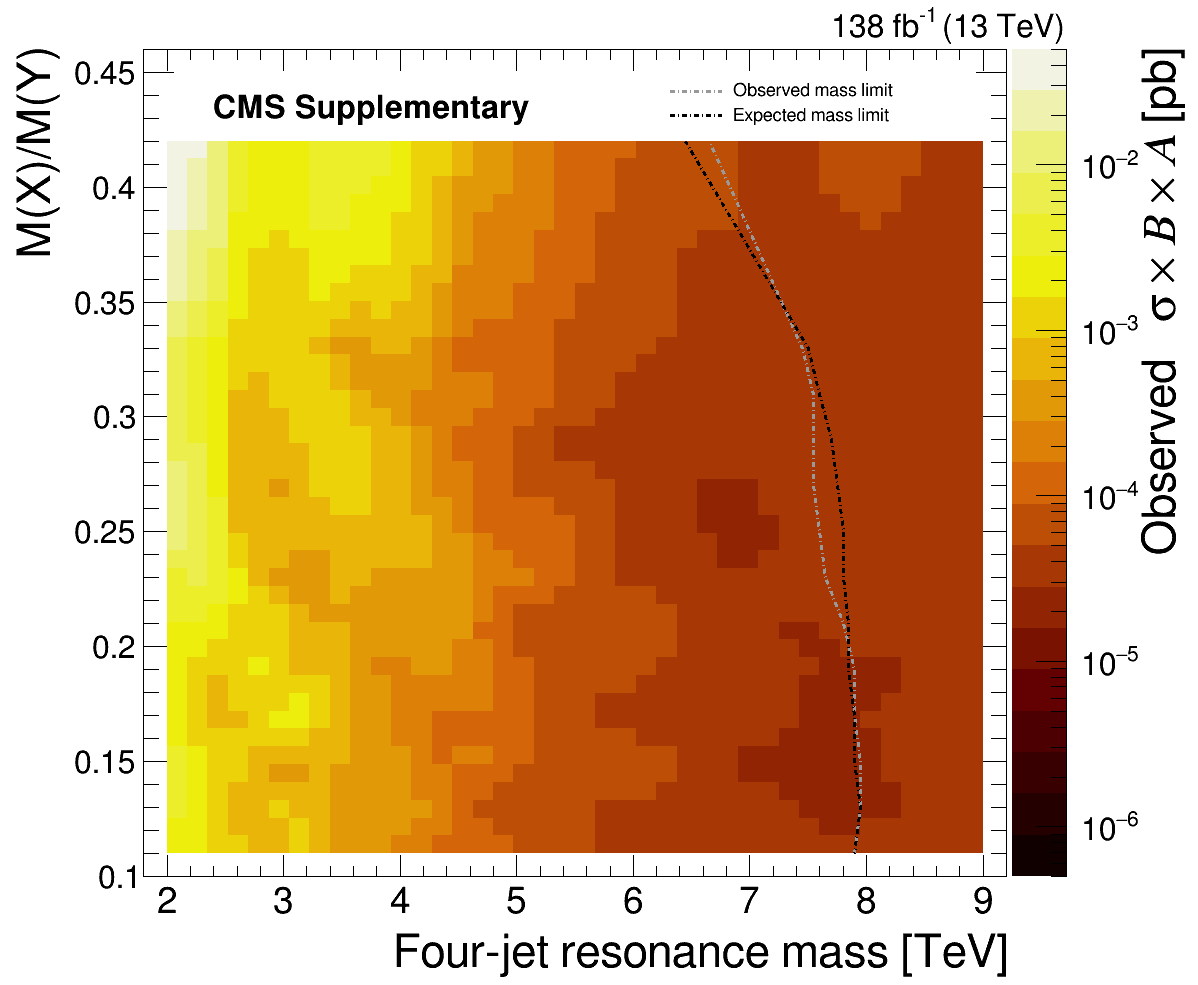 138 fb⁻¹ (13 TeV)
CMS Supplementary
Observed mass limit
Expected mass limit
M(X)/M(Y)
0.45
0.4
0.35
0.3
0.25
0.2
0.15
0.1
2 3 4 5 6 7 8 9
Four-jet resonance mass [TeV]
10⁻²
10⁻³
10⁻⁴
10⁻⁵
10⁻⁶
Observed σ × B × A [pb]